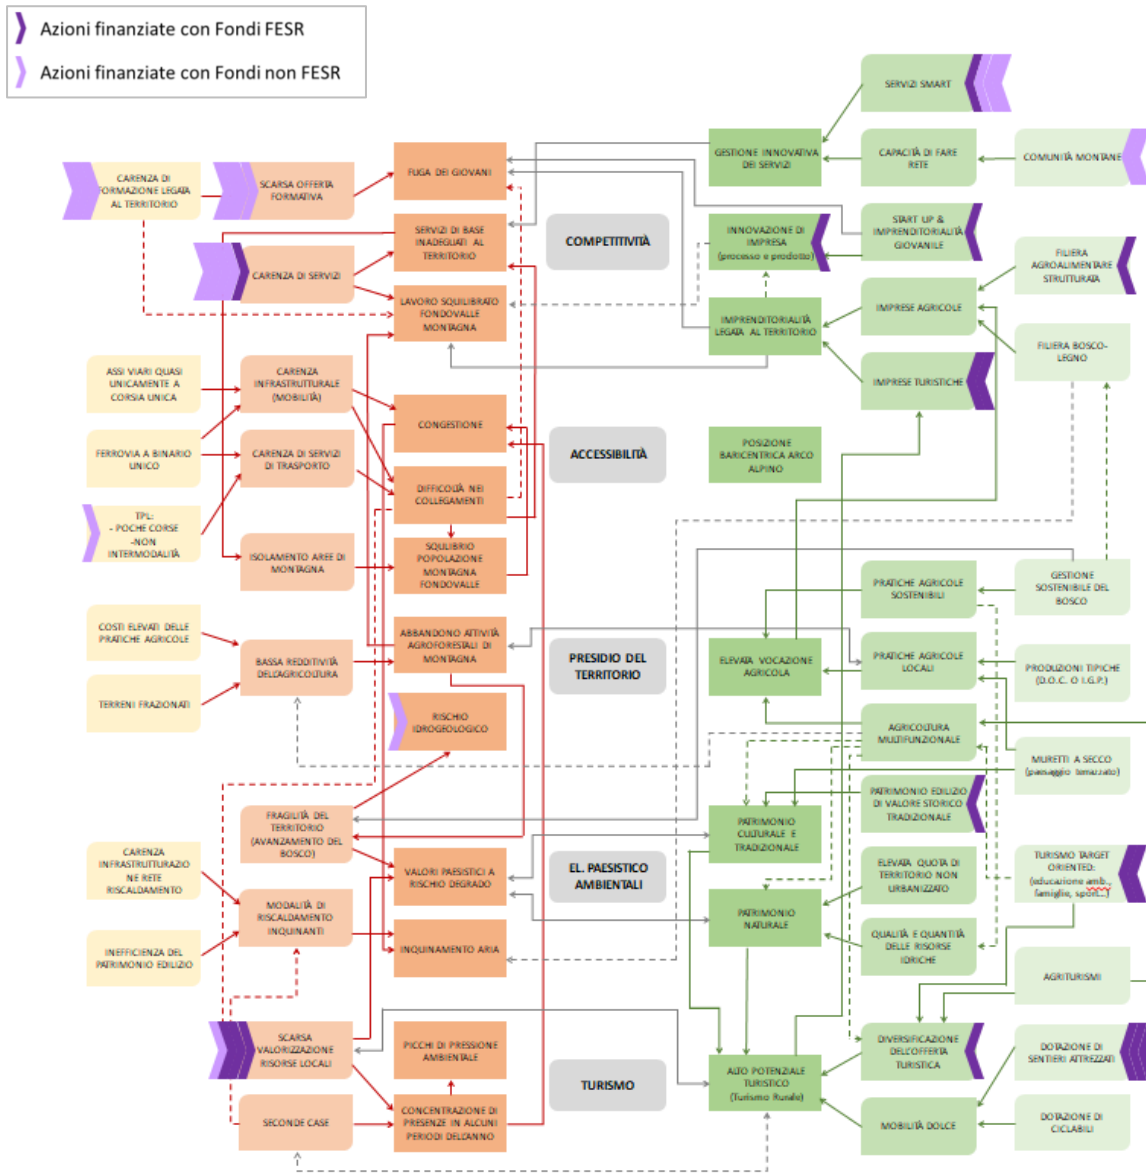 Azioni finanziate con Fondi FESR
Azioni finanziate con Fondi non FESR
CARENZA DI
FORMAZIONE LEGATA
AL TERRITORIO
SCARSA OFFERTA
FORMATIVA
FUGA DEI GIOVANI
SERVIZI DI BASE
INADEGUATI AL
TERRITORIO
CARENZA DI SERVIZI
LAVORO SQUILIBRATO
FONDOVALLE
MONTAGNA
COMPETITIVITÀ
GESTIONE INNOVATIVA
DEI SERVIZI
INNOVAZIONE DI
IMPRESA
(processo e prodotto)
IMPRENDITORIALITÀ
LEGATA AL TERRITORIO
SERVIZI SMART
CAPACITÀ DI FARE
RETE
COMUNITÀ MONTANE
START UP &
IMPRENDITORIALITÀ
GIOVANILE
FILIERA
AGROALIMENTARE
STRUTTURATA
IMPRESE AGRICOLE
FILIERA BOSCO-
LEGNO
IMPRESE TURISTICHE
ASSI VIARI QUASI
UNICAMENTE A
CORSIA UNICA
CARENZA
INFRASTRUTTURALE
(MOBILITÀ)
CONGESTIONE
FERROVIA A BINARIO
UNICO
CARENZA DI SERVIZI
DI TRASPORTO
DIFFICOLTÀ NEI
COLLEGAMENTI
TPL:
- POCHE CORSE
-NON
INTERMODALITÀ
ISOLAMENTO AREE DI
MONTAGNA
SQULIBRIO
POPOLAZIONE
MONTAGNA
FONDOVALLE
ACCESSIBILITÀ
POSIZIONE
BARICENTRICA ARCO
ALPINO
COSTI ELEVATI DELLE
PRATICHE AGRICOLE
TERRENI FRAZIONATI
BASSA REDDITIVITÀ
DELL'AGRICOLTURA
ABBANDONO ATTIVITÀ
AGROFORESTALI DI
MONTAGNA
RISCHIO
IDROGEOLOGICO
PRESIDIO DEL
TERRITORIO
ELEVATA VOCAZIONE
AGRICOLA
PRATICHE AGRICOLE
SOSTENIBILI
GESTIONE
SOSTENIBILE DEL
BOSCO
PRATICHE AGRICOLE
LOCALI
PRODUZIONI TIPICHE
(D.O.C. O I.G.P.)
AGRICOLTURA
MULTIFUNZIONALE
MURETTI A SECCO
(paesaggio terrazzato)
FRAGILITÀ DEL
TERRITORIO
(AVANZAMENTO DEL
BOSCO)
CARENZA
INFRASTRUTTURAZIO
NE RETE
RISCALDAMENTO
MODALITÀ DI
RISCALDAMENTO
INQUINANTI
INEFFICIENZA DEL
PATRIMONIO EDILIZIO
VALORI PAESISTICI A
RISCHIO DEGRADO
INQUINAMENTO ARIA
EL. PAESISTICO
AMBIENTALI
PATRIMONIO
CULTURALE E
TRADIZIONALE
PATRIMONIO
NATURALE
PATRIMONIO EDILIZIO
DI VALORE STORICO
TRADIZIONALE
ELEVATA QUOTA DI
TERRITORIO NON
URBANIZZATO
QUALITÀ E QUANTITÀ
DELLE RISORSE
IDRICHE
TURISMO TARGET
ORIENTED:
(educazione amb.,
famiglie, sport...)
AGRITURISMI
SCARSA
VALORIZZAZIONE
RISORSE LOCALI
SECONDE CASE
PICCHI DI PRESSIONE
AMBIENTALE
CONCENTRAZIONE DI
PRESENZE IN ALCUNI
PERIODI DELL'ANNO
TURISMO
ALTO POTENZIALE
TURISTICO
(Turismo Rurale)
DIVERSIFICAZIONE
DELL'OFFERTA
TURISTICA
DOTAZIONE DI
SENTIERI ATTREZZATI
MOBILITÀ DOLCE
DOTAZIONE DI
CICLABILI